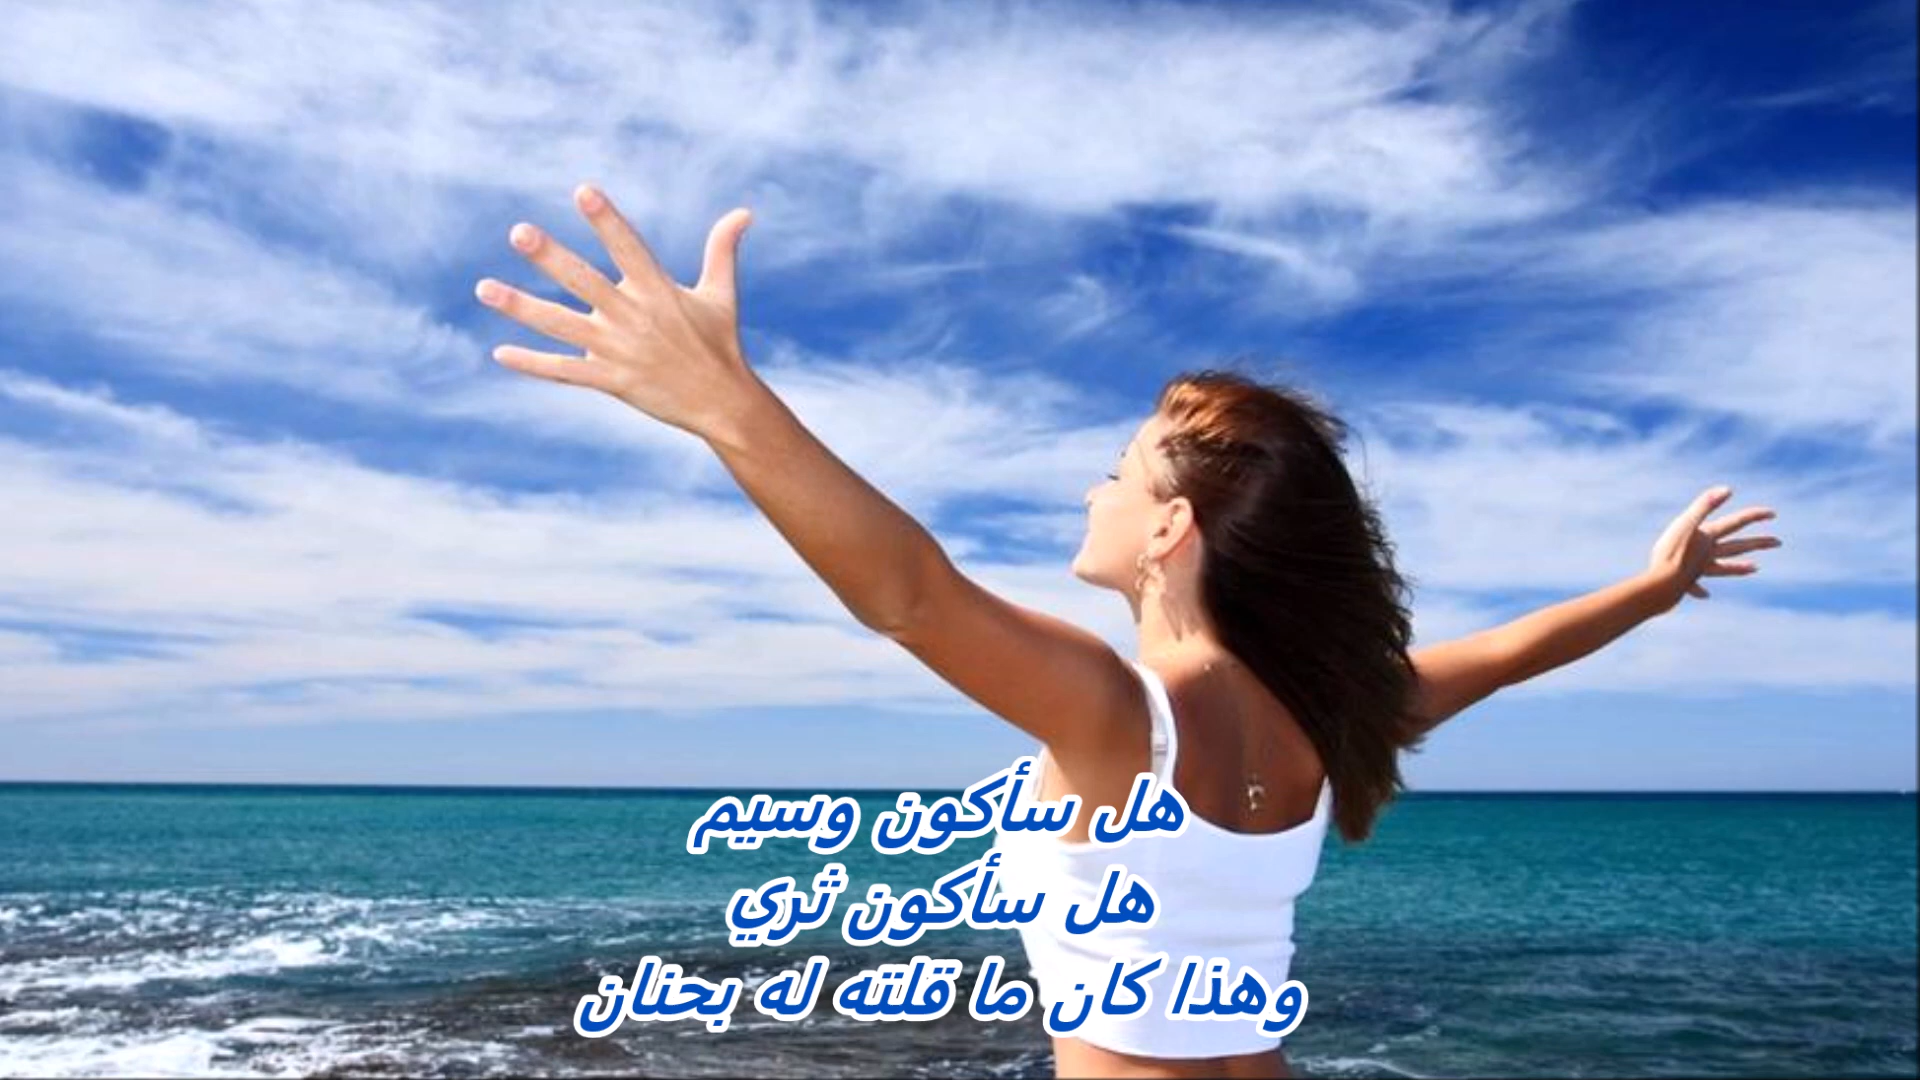 هل سأكون وسيم
هل سأكون ثري
وهذا كان ما قلته له بحنان